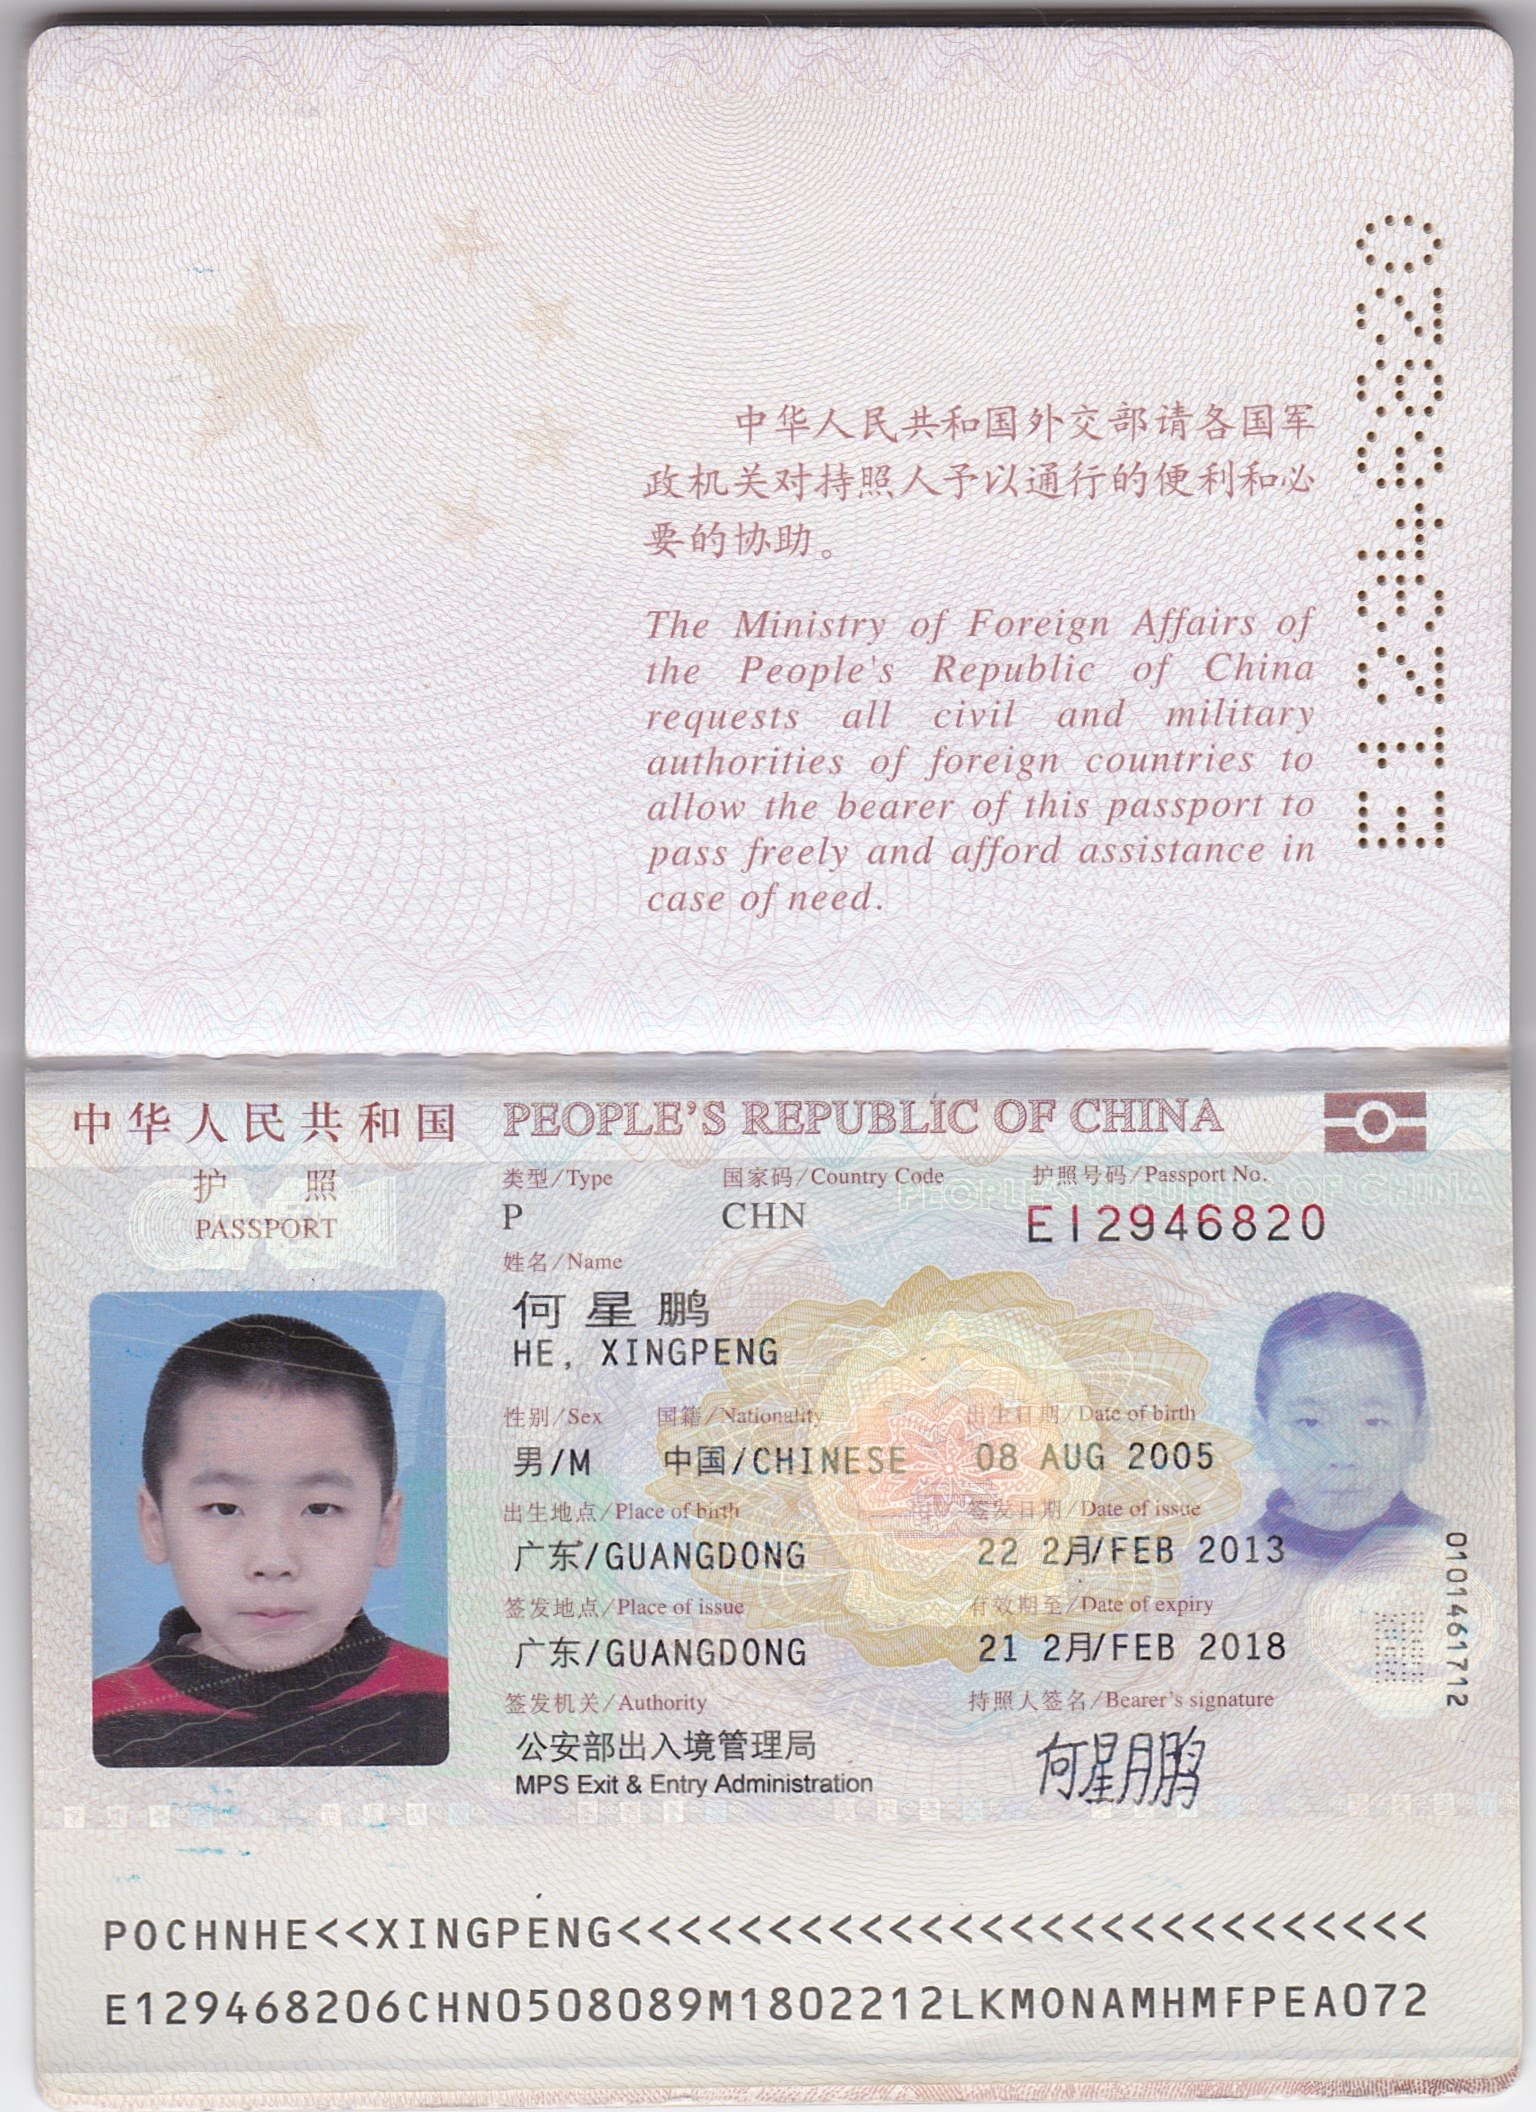 中华人民共和国外交部请各国军
政机关对持照人予以通行的便利和必
要的协助。
The Ministry of Foreign Affairs of
the People's Republic of China
requests all civil and military
authorities of foreign countries to
allow the bearer of this passport to
pass freely and afford assistance in
case of need.
E12946820
中华人民共和国 PEOPLE'S REPUBLIC OF CHINA
护照 类型/Type 国家码/Country Code 护照号码/Passport No.
PASSPORT P CHN E12946820
PEOPLE'S REPUBLIC OF CHINA
姓名/Name
何星鹏
HE, XINGPENG
性别/Sex 国籍/Nationality 出生日期/Date of birth
男/M 中国/CHINESE 08 AUG 2005
出生地点/Place of birth 签发日期/Date of issue
广东/GUANGDONG 22 2月/FEB 2013
签发地点/Place of issue 有效期至/Date of expiry
广东/GUANGDONG 21 2月/FEB 2018
签发机关/Authority 持照人签名/Bearer's signature
公安部出入境管理局 何星鹏
MPS Exit & Entry Administration
0101461712
POCHNHE<<XINGPENG<<<<<<<<<<<<<<<<<<<<<<<<<<<
E129468206CHN0508089M1802212LKMONAMHMFPEA072